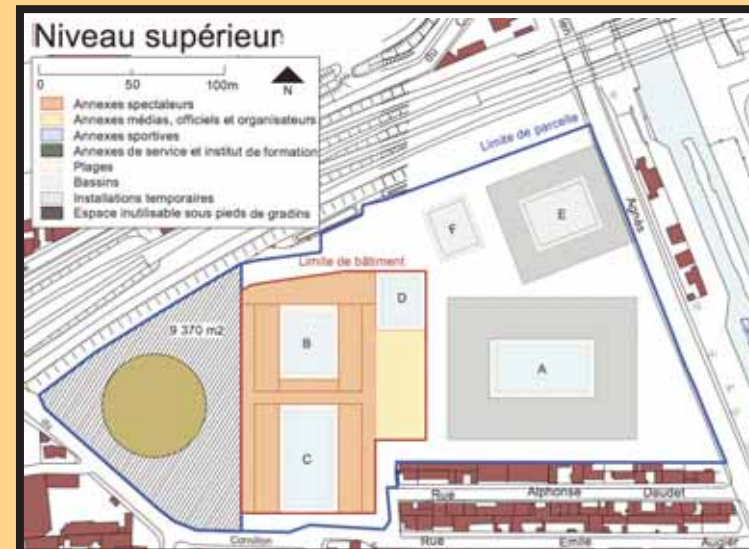 Niveau supérieur
0 50 100m
N
Annexes spectateurs
Annexes médias, officiels et organisateurs
Annexes sportives
Annexes de service et institut de formation
Plages
Bassins
Installations temporaires
Espace inutilisable sous pieds de gradins
Limite de parcelle
E
F
Agnès
Limite de bâtiment
D
9 370 m2
B
A
C
Rue Alphonse Daudet
Cornillon
Rue Emile Augier